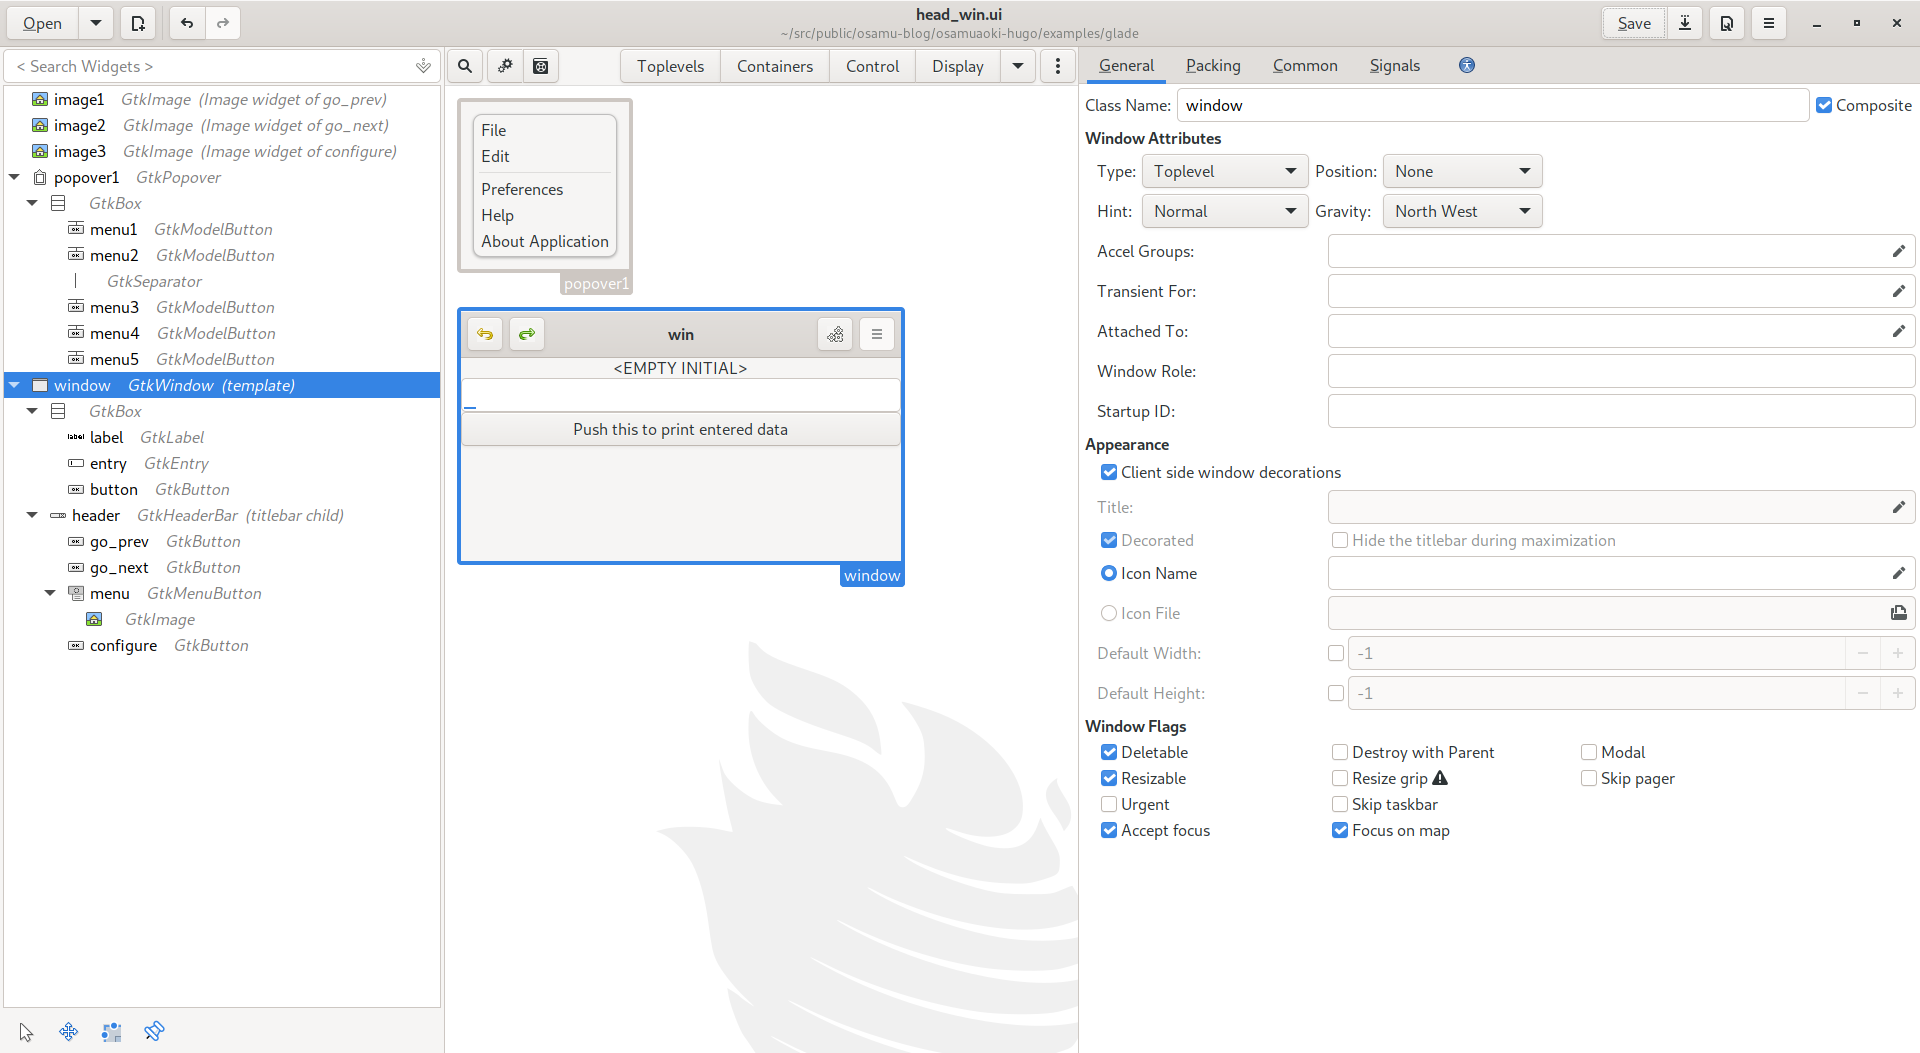 Open
head_win.ui
~/src/public/osamu-blog/osamuaoki-hugo/examples/glade
Save
< Search Widgets >
image1 GtkImage (Image widget of go_prev)
image2 GtkImage (Image widget of go_next)
image3 GtkImage (Image widget of configure)
popover1 GtkPopover
GtkBox
menu1 GtkModelButton
menu2 GtkModelButton
GtkSeparator
menu3 GtkModelButton
menu4 GtkModelButton
menu5 GtkModelButton
window GtkWindow (template)
GtkBox
label GtkLabel
entry GtkEntry
button GtkButton
header GtkHeaderBar (titlebar child)
go_prev GtkButton
go_next GtkButton
menu GtkMenuButton
GtkImage
configure GtkButton
Toplevels Containers Control Display
File
Edit
Preferences
Help
About Application
popover1
win
<EMPTY INITIAL>
Push this to print entered data
window
General Packing Common Signals
Class Name: window Composite
Window Attributes
Type: Toplevel Position: None
Hint: Normal Gravity: North West
Accel Groups:
Transient For:
Attached To:
Window Role:
Startup ID:
Appearance
Client side window decorations
Title:
Decorated Hide the titlebar during maximization
Icon Name
Icon File
Default Width: -1
Default Height: -1
Window Flags
Deletable Destroy with Parent Modal
Resizable Resize grip Skip pager
Urgent Skip taskbar
Accept focus Focus on map